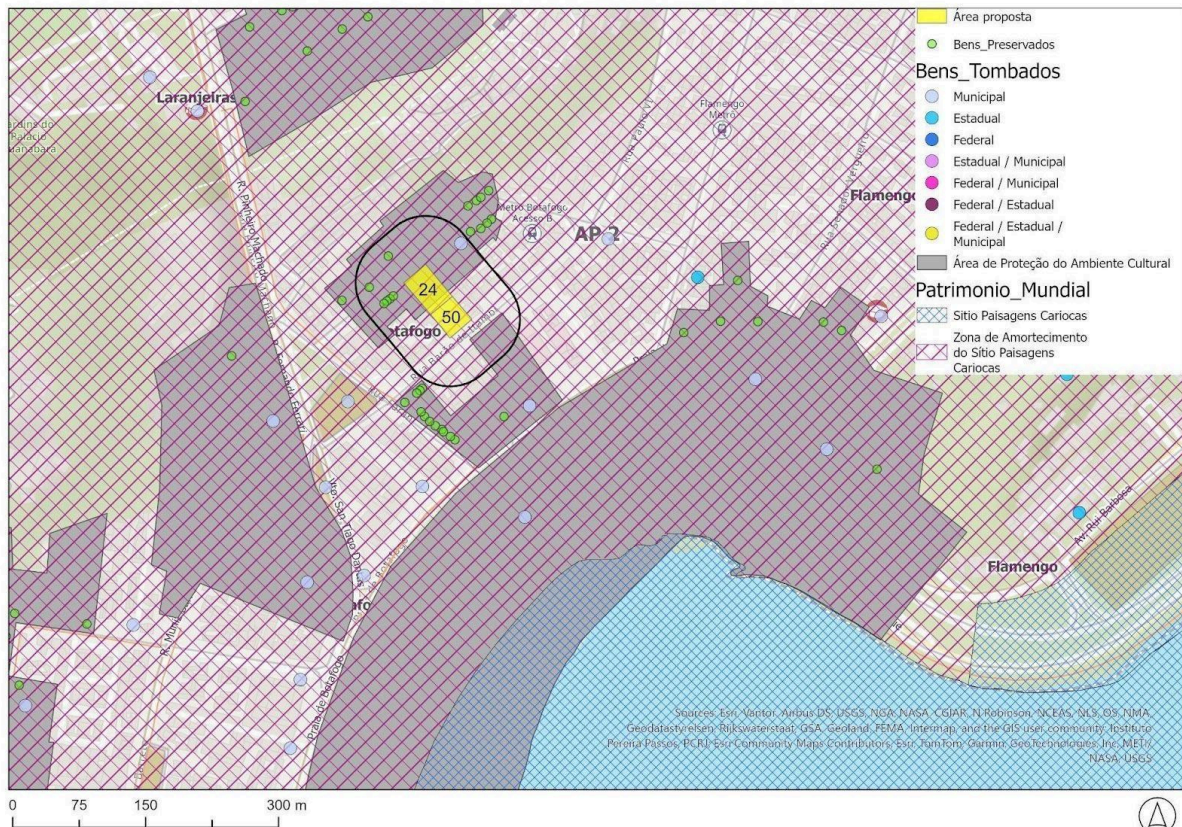 Área proposta
Bens_Preservados
Bens_Tombados
Municipal
Estadual
Federal
Estadual / Municipal
Federal / Municipal
Federal / Estadual
Federal / Estadual /
Municipal
Área de Proteção do Ambiente Cultural
Patrimonio_Mundial
Sitio Paisagens Cariocas
Zona de Amortecimento
do Sítio Paisagens
Cariocas
Laranjeiras
Flamengo
Metrô
Flamengo
Metrô Botafogo
Acesso B
AP 2
24
50
Flamengo
Av. Rui Barbosa
Praia de Botafogo
Sources: Esri, Vantor, Airbus DS, USGS, NGA, NASA, CGIAR, N Robinson, NCEAS, NLS, OS, NMA,
Geodatastyrelsen, Rijkswaterstaat, GSA, Geoland, FEMA, Intermap, and the GIS user community, Instituto
Pereira Passos, PCRJ, Esri Community Maps Contributors, Esri, TomTom, Garmin, GeoTechnologies, Inc, METI/
NASA, USGS
0 75 150 300 m